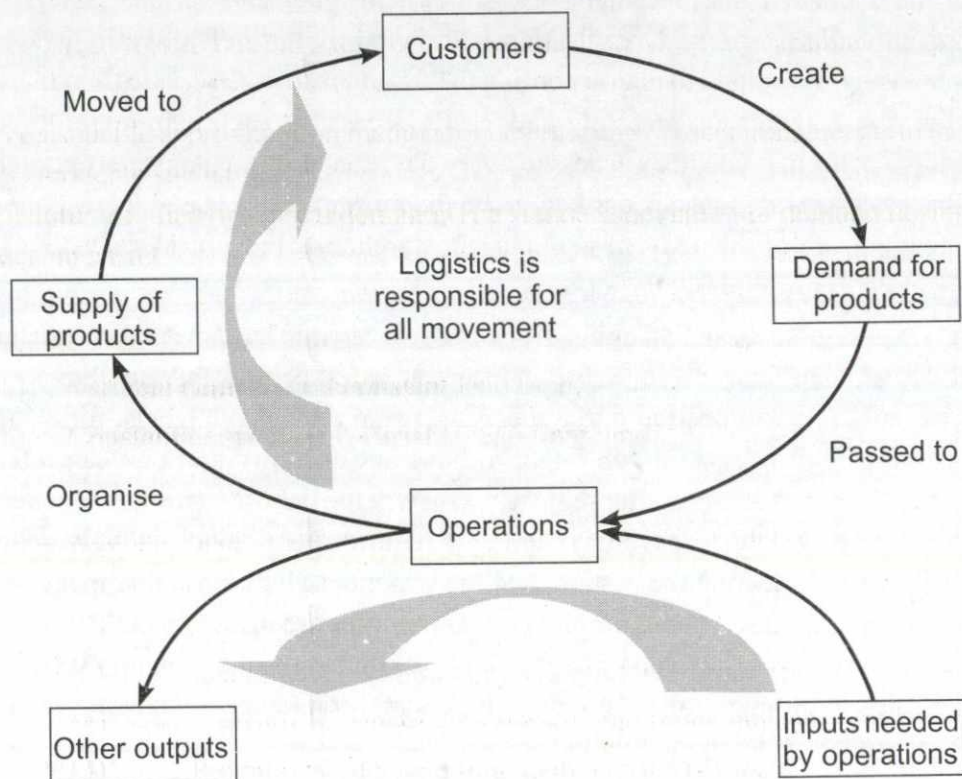 Customers
Moved to
Create
Logistics is
responsible for
all movement
Supply of
products
Demand for
products
Organise
Passed to
Operations
Other outputs
Inputs needed
by operations